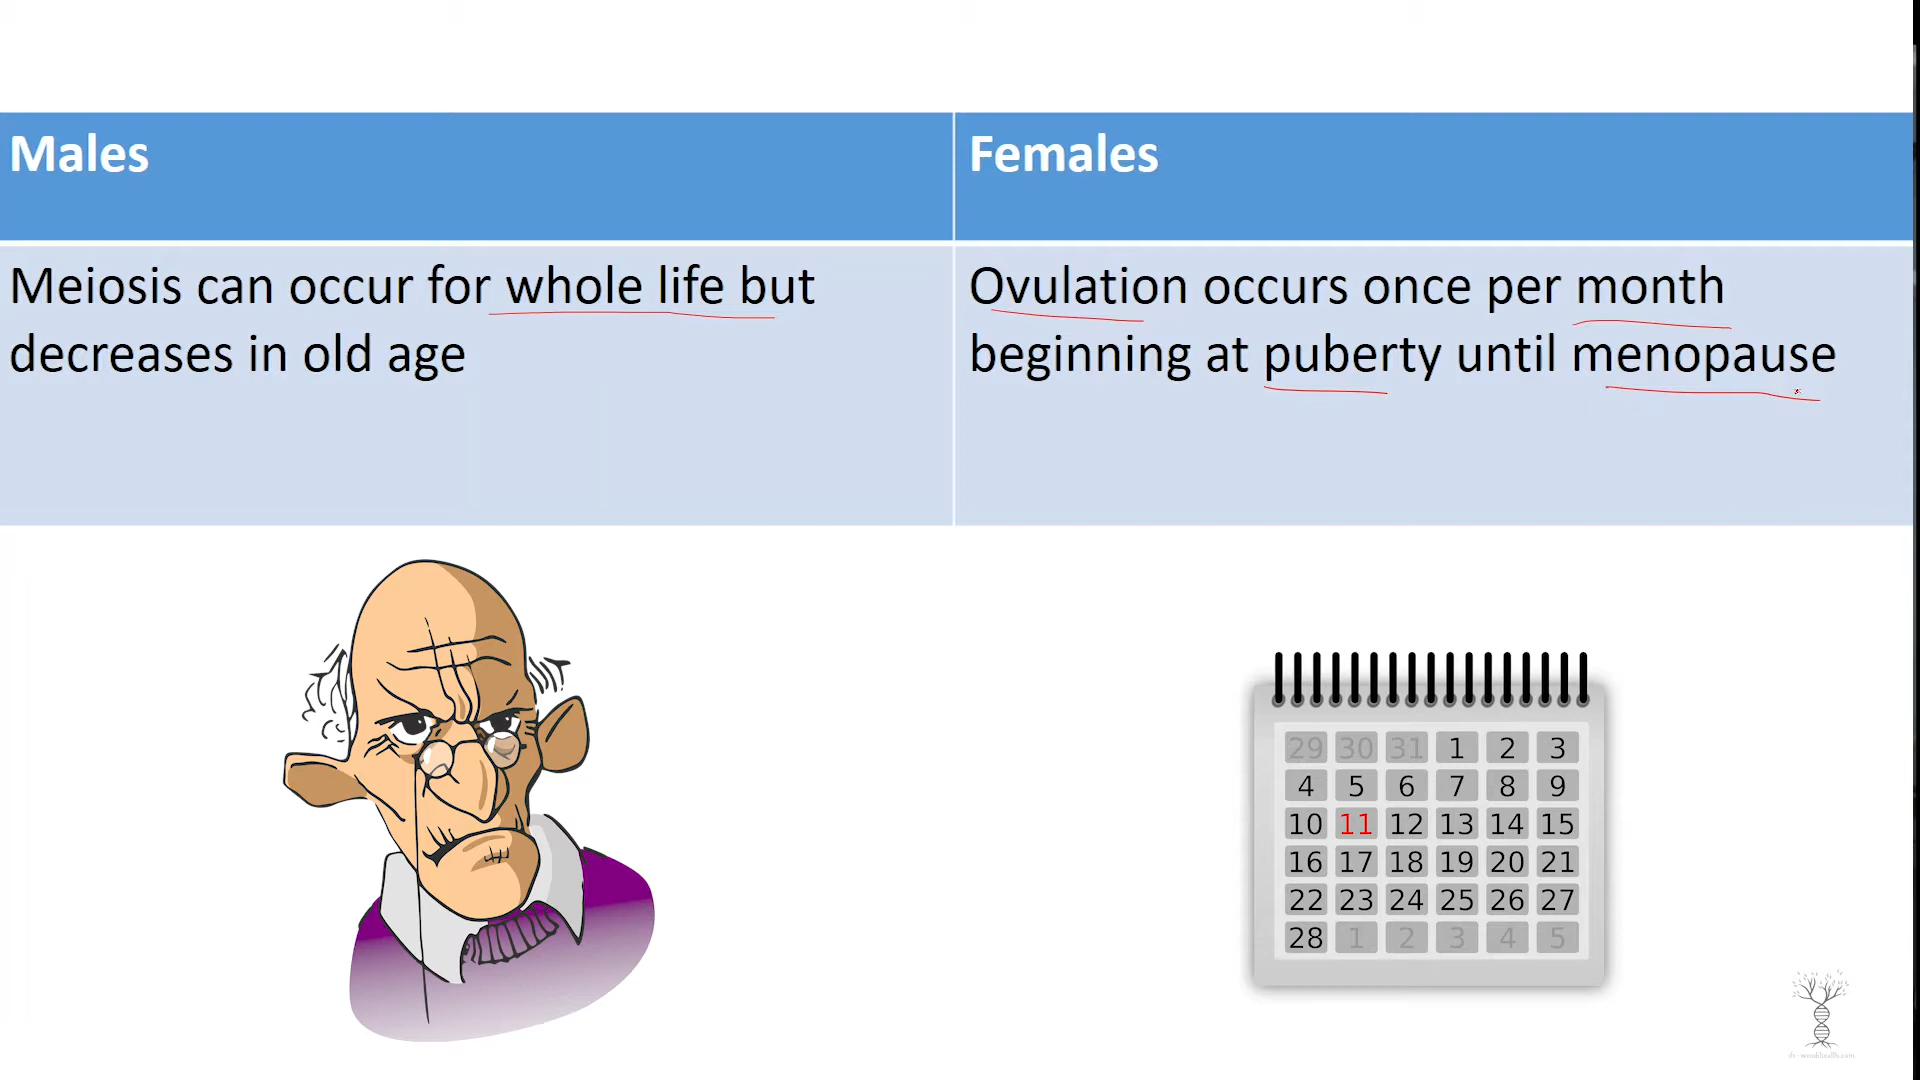 Males
Females
Meiosis can occur for whole life but
decreases in old age
Ovulation occurs once per month
beginning at puberty until menopause
29 30 31 1 2 3
4 5 6 7 8 9
10 11 12 13 14 15
16 17 18 19 20 21
22 23 24 25 26 27
28 1 2 3 4 5